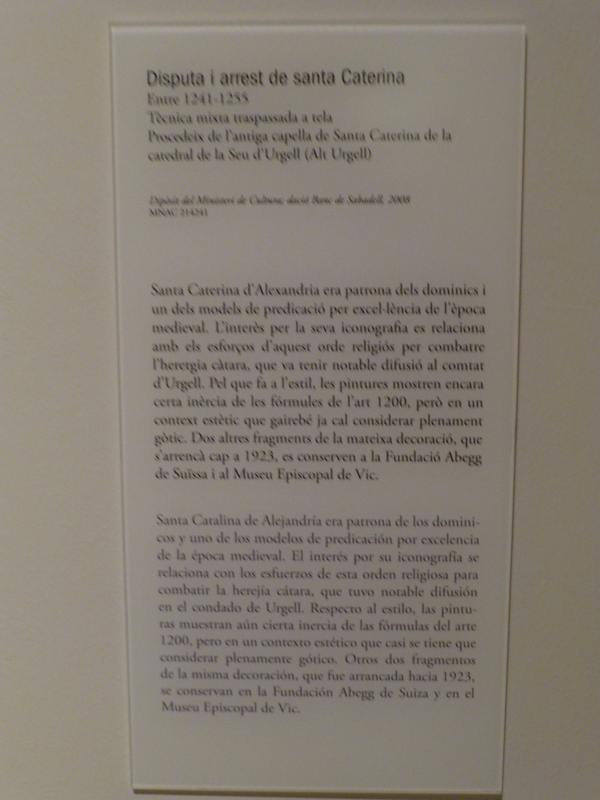 Disputa i arrest de santa Caterina
Entre 1241-1255
Tècnica mixta traspassada a tela
Procedeix de l'antiga capella de Santa Caterina de la
catedral de la Seu d'Urgell (Alt Urgell)
Dipòsit del Ministeri de Cultura; dació Banc de Sabadell, 2008
MNAC 214241
Santa Caterina d'Alexandria era patrona dels dominics i
un dels models de predicació per excel·lència de l'època
medieval. L'interès per la seva iconografia es relaciona
amb els esforços d'aquest orde religiós per combatre
l'heretgia càtara, que va tenir notable difusió al comtat
d'Urgell. Pel que fa a l'estil, les pintures mostren encara
certa inèrcia de les fórmules de l'art 1200, però en un
context estètic que gairebé ja cal considerar plenament
gòtic. Dos altres fragments de la mateixa decoració, que
s'arrencà cap a 1923, es conserven a la Fundació Abegg
de Suïssa i al Museu Episcopal de Vic.
Santa Catalina de Alejandría era patrona de los domini-
cos y uno de los modelos de predicación por excelencia
de la época medieval. El interés por su iconografía se
relaciona con los esfuerzos de esta orden religiosa para
combatir la herejía cátara, que tuvo notable difusión
en el condado de Urgell. Respecto al estilo, las pintu-
ras muestran aún cierta inercia de las fórmulas del arte
1200, pero en un contexto estético que casi se tiene que
considerar plenamente gótico. Otros dos fragmentos
de la misma decoración, que fue arrancada hacia 1923,
se conservan en la Fundación Abegg de Suiza y en el
Museu Episcopal de Vic.